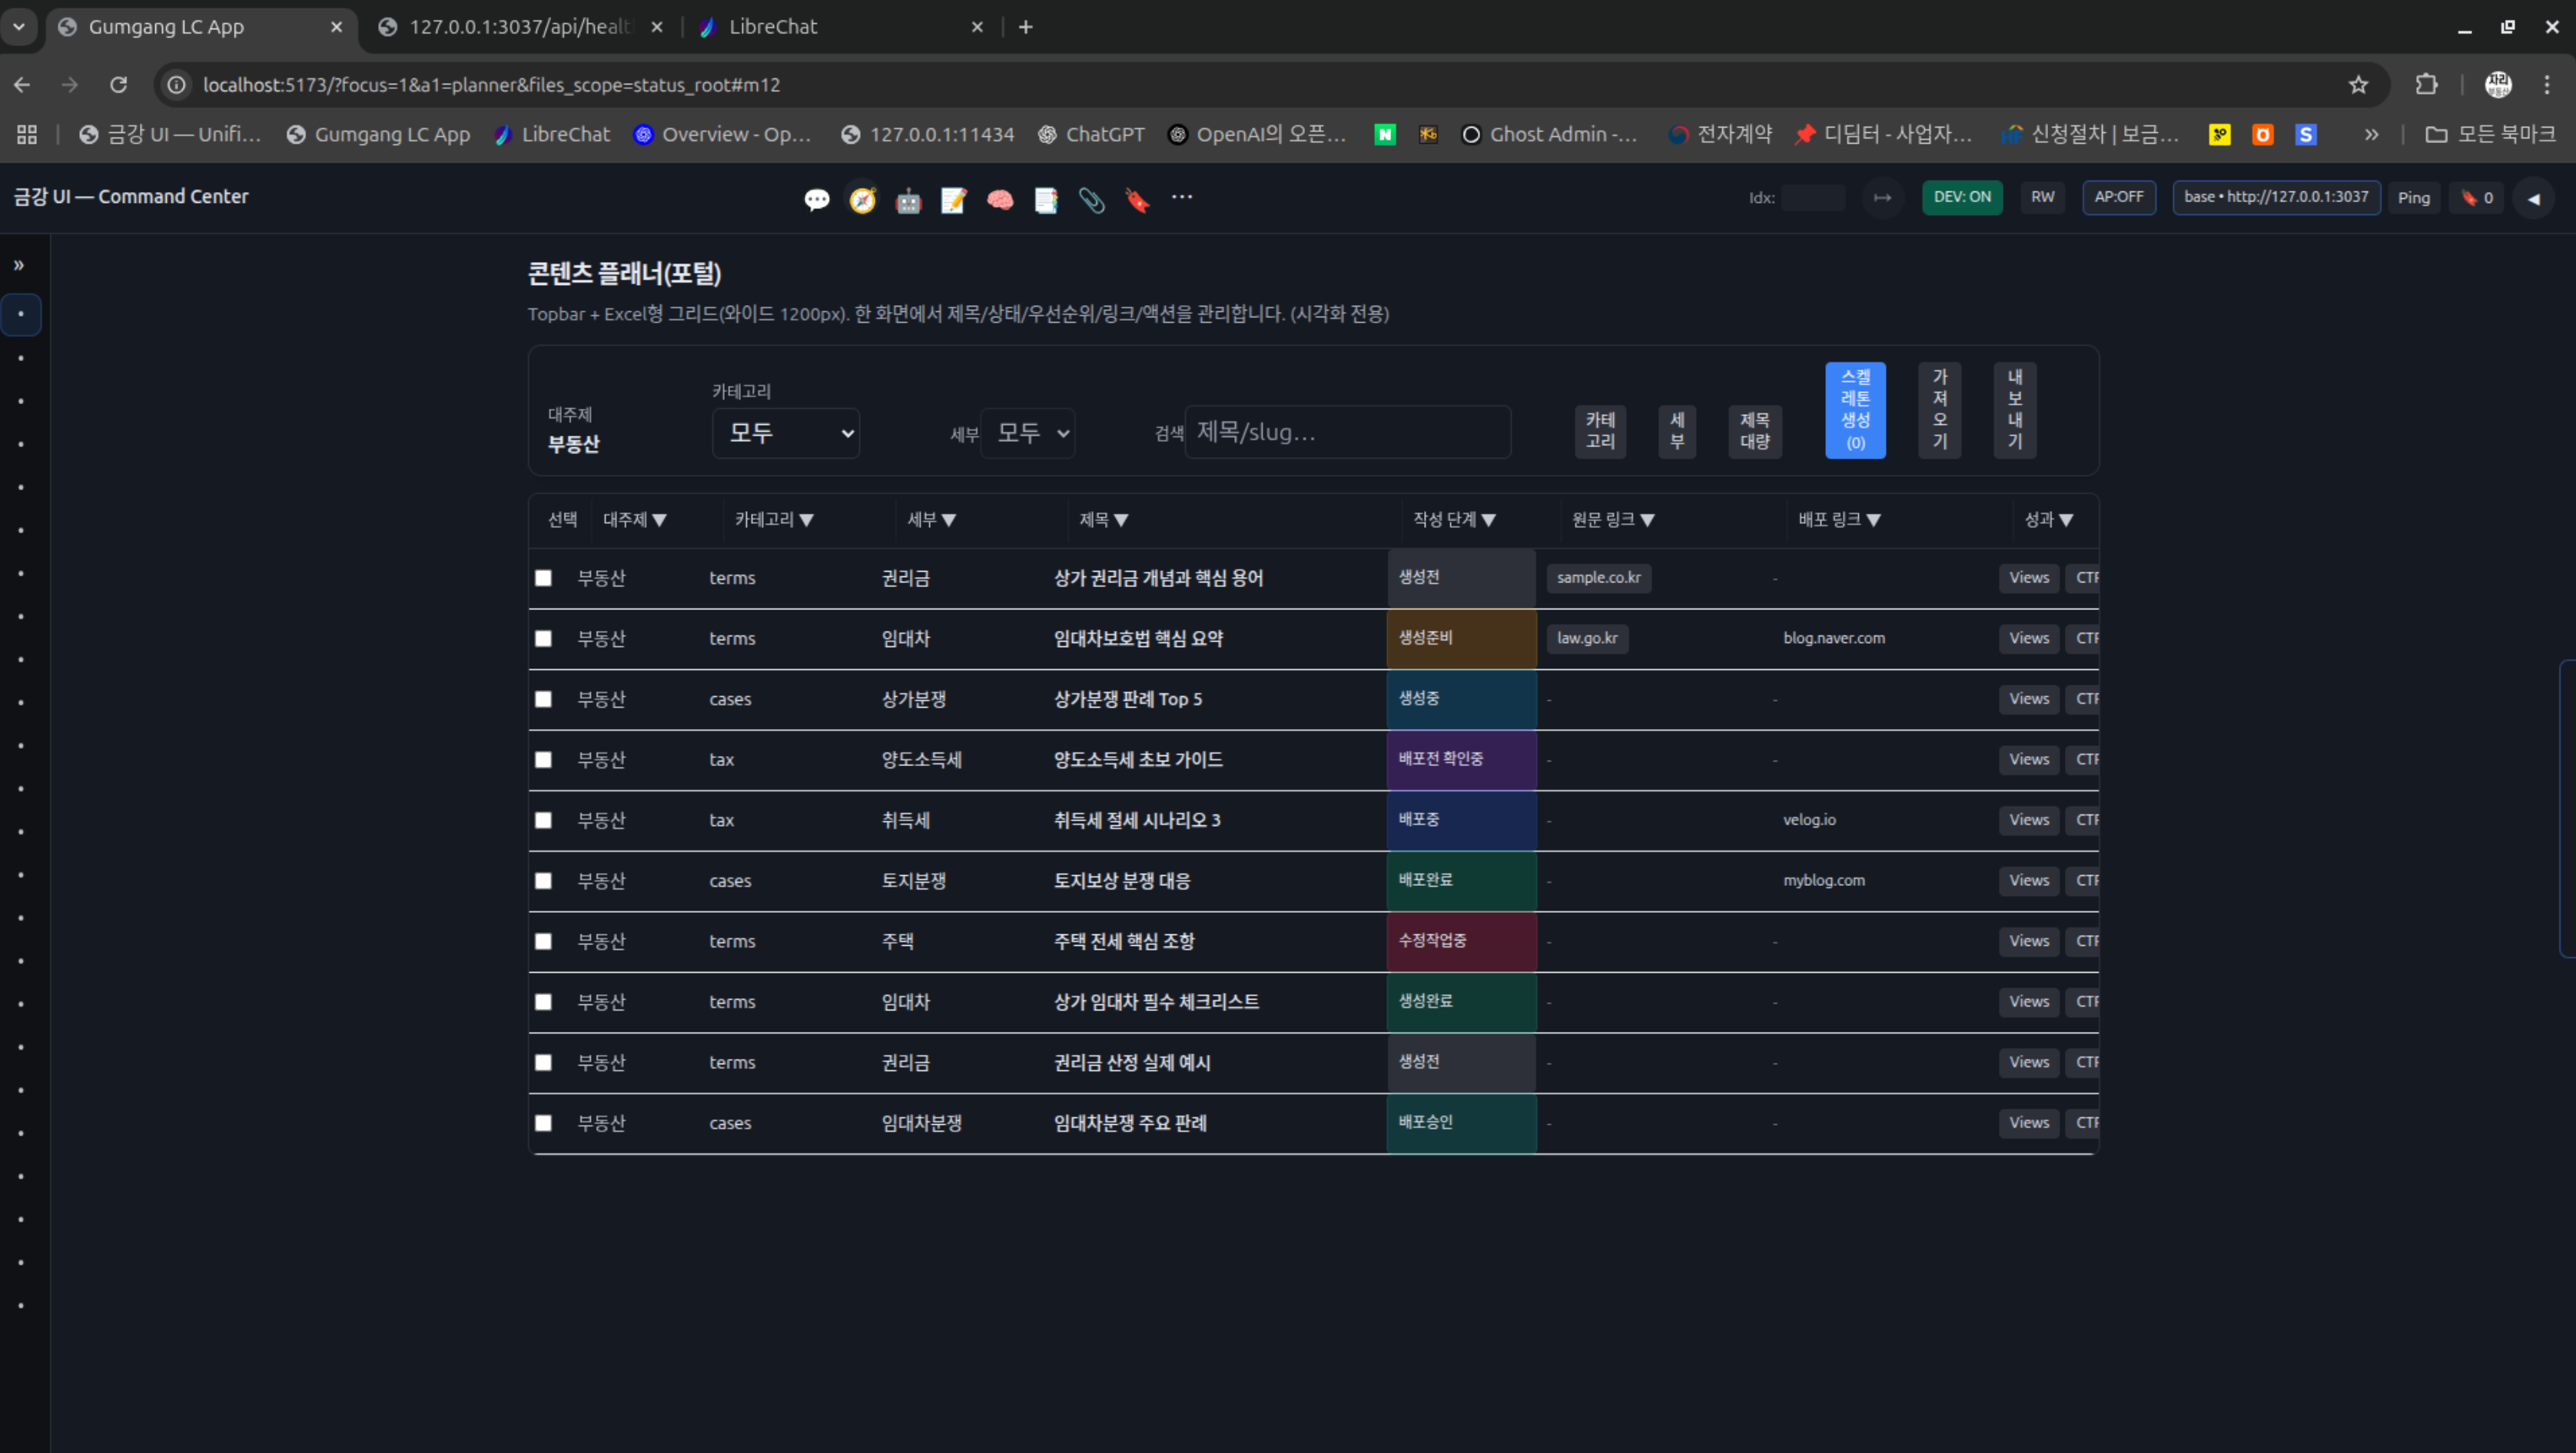 Gumgang LC App
127.0.0.1:3037/api/healt
LibreChat
localhost:5173/?focus=1&a1=planner&files_scope=status_root#m12
금강 UI — Unifi...
Gumgang LC App
LibreChat
Overview - Op...
127.0.0.1:11434
ChatGPT
OpenAI의 오픈...
N
Ghost Admin -...
전자계약
디딤터 - 사업자...
신청절차 | 보금...
S
모든 북마크
금강 UI — Command Center
Idx:
DEV: ON
RW
AP:OFF
base • http://127.0.0.1:3037
Ping
0
콘텐츠 플래너(포털)
Topbar + Excel형 그리드(와이드 1200px). 한 화면에서 제목/상태/우선순위/링크/액션을 관리합니다. (시각화 전용)
대주제
부동산
카테고리
모두
세부 모두
검색 제목/slug...
카테
고리
세
부
제목
대량
스켈
레톤
생성
(0)
가
져
오
기
내
보
내
기
선택 대주제▼ 카테고리▼ 세부▼ 제목▼ 작성 단계▼ 원문 링크▼ 배포 링크▼ 성과▼
부동산 terms 권리금 상가 권리금 개념과 핵심 용어 생성전 sample.co.kr - Views CTR
부동산 terms 임대차 임대차보호법 핵심 요약 생성준비 law.go.kr blog.naver.com Views CTR
부동산 cases 상가분쟁 상가분쟁 판례 Top 5 생성중 - - Views CTR
부동산 tax 양도소득세 양도소득세 초보 가이드 배포전 확인중 - - Views CTR
부동산 tax 취득세 취득세 절세 시나리오 3 배포중 - velog.io Views CTR
부동산 cases 토지분쟁 토지보상 분쟁 대응 배포완료 - myblog.com Views CTR
부동산 terms 주택 주택 전세 핵심 조항 수정작업중 - - Views CTR
부동산 terms 임대차 상가 임대차 필수 체크리스트 생성완료 - - Views CTR
부동산 terms 권리금 권리금 산정 실제 예시 생성전 - - Views CTR
부동산 cases 임대차분쟁 임대차분쟁 주요 판례 배포승인 - - Views CTR